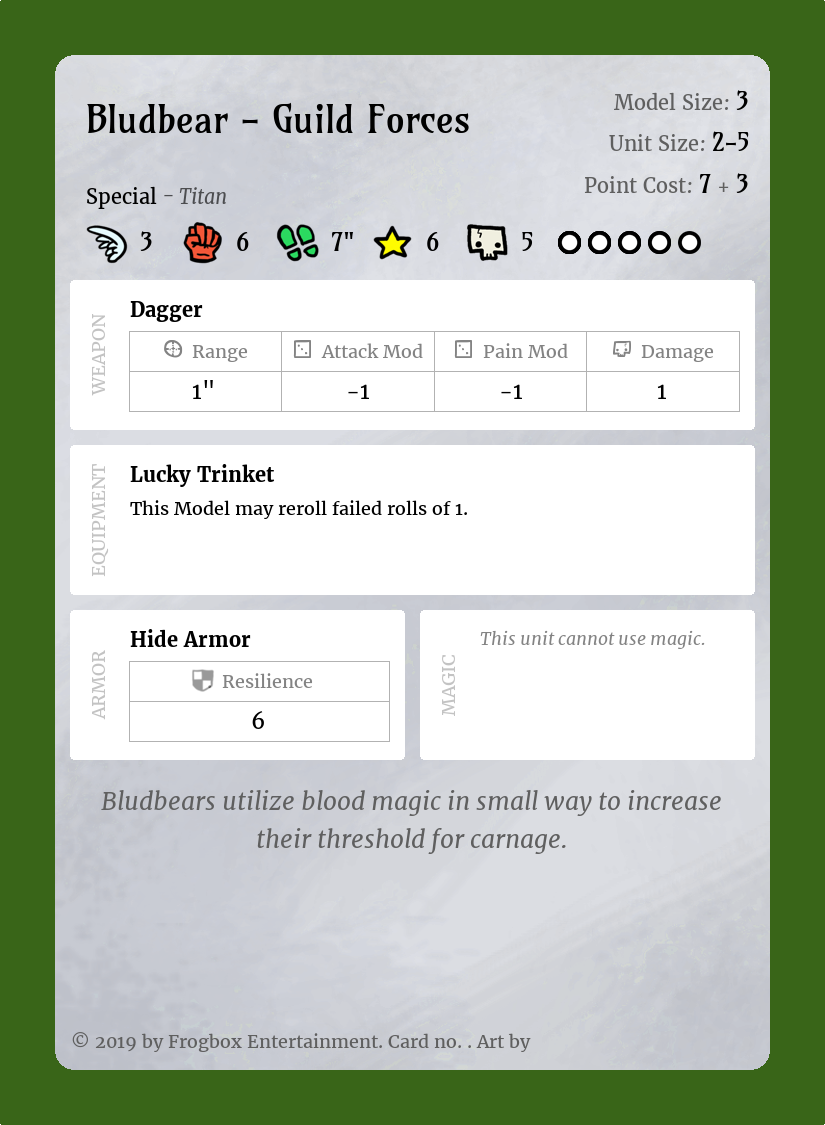 Bludbear – Guild Forces
Model Size: 3
Unit Size: 2–5
Point Cost: 7 + 3
Special – Titan
3 6 7" 6 5
WEAPON
Dagger
Range Attack Mod Pain Mod Damage
1" –1 –1 1
EQUIPMENT
Lucky Trinket
This Model may reroll failed rolls of 1.
ARMOR
Hide Armor
Resilience
6
MAGIC
This unit cannot use magic.
Bludbears utilize blood magic in small way to increase
their threshold for carnage.
© 2019 by Frogbox Entertainment. Card no. . Art by